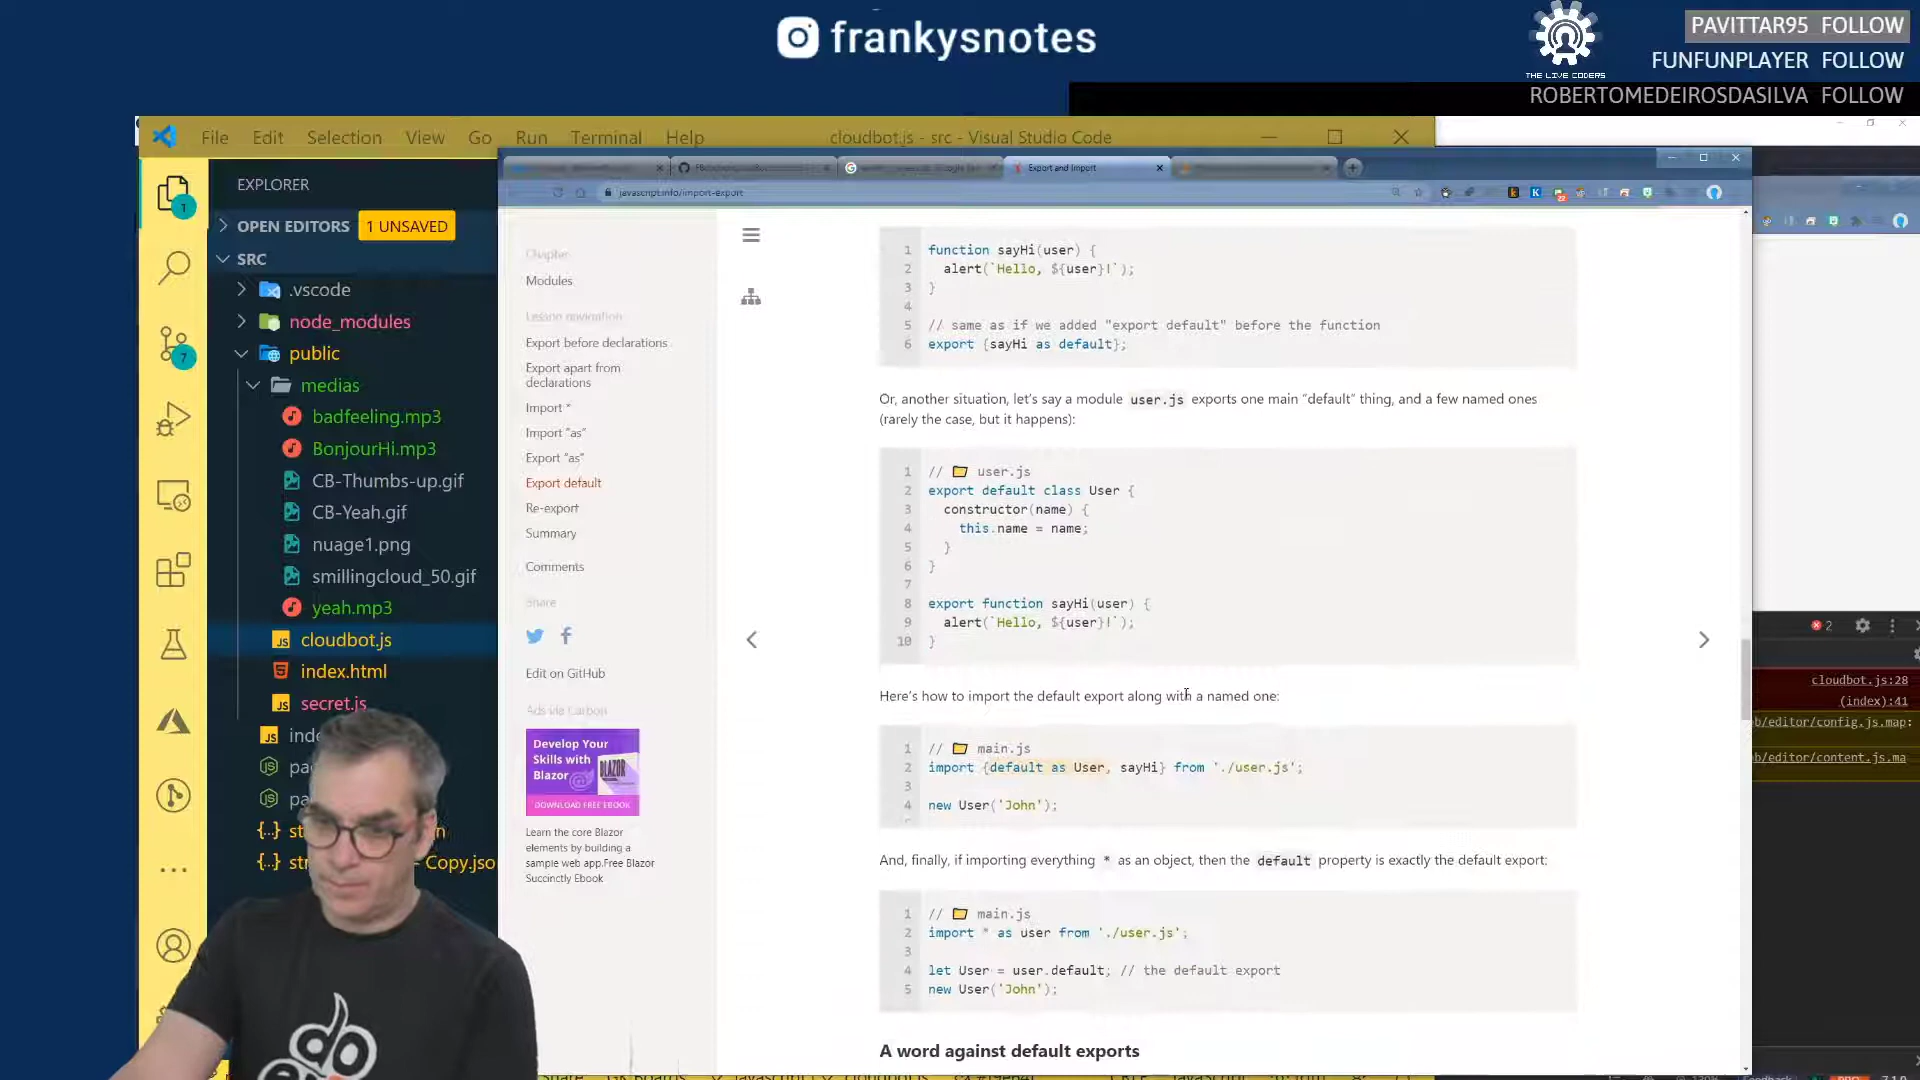 frankysnotes
THE LIVE CODERS
PAVITTAR95 FOLLOW
FUNFUNPLAYER FOLLOW
ROBERTOMEDEIROSDASILVA FOLLOW
File Edit Selection View Go Run Terminal Help cloudbot.js - src - Visual Studio Code
EXPLORER
OPEN EDITORS 1 UNSAVED
SRC
.vscode
node_modules
public
medias
badfeeling.mp3
BonjourHi.mp3
CB-Thumbs-up.gif
CB-Yeah.gif
nuage1.png
smillingcloud_50.gif
yeah.mp3
cloudbot.js
index.html
secret.js
Copy.jso
1
7
Export and Import
javascript.info/import-export
Chapter
Modules
Lesson navigation
Export before declarations
Export apart from
declarations
Import *
Import "as"
Export "as"
Export default
Re-export
Summary
Comments
Share
Edit on GitHub
Ads via Carbon
Develop Your
Skills with
Blazor
BLAZOR
DOWNLOAD FREE EBOOK
Learn the core Blazor
elements by building a
sample web app.Free Blazor
Succinctly Ebook
1 function sayHi(user) {
2 alert(`Hello, ${user}!`);
3 }
4
5 // same as if we added "export default" before the function
6 export {sayHi as default};
Or, another situation, let's say a module user.js exports one main "default" thing, and a few named ones
(rarely the case, but it happens):
1 // 📁 user.js
2 export default class User {
3 constructor(name) {
4 this.name = name;
5 }
6 }
7
8 export function sayHi(user) {
9 alert(`Hello, ${user}!`);
10 }
Here's how to import the default export along with a named one:
1 // 📁 main.js
2 import {default as User, sayHi} from './user.js';
3
4 new User('John');
And, finally, if importing everything * as an object, then the default property is exactly the default export:
1 // 📁 main.js
2 import * as user from './user.js';
3
4 let User = user.default; // the default export
5 new User('John');
A word against default exports
2
cloudbot.js:28
(index):41
b/editor/config.js.map:
b/editor/content.js.ma